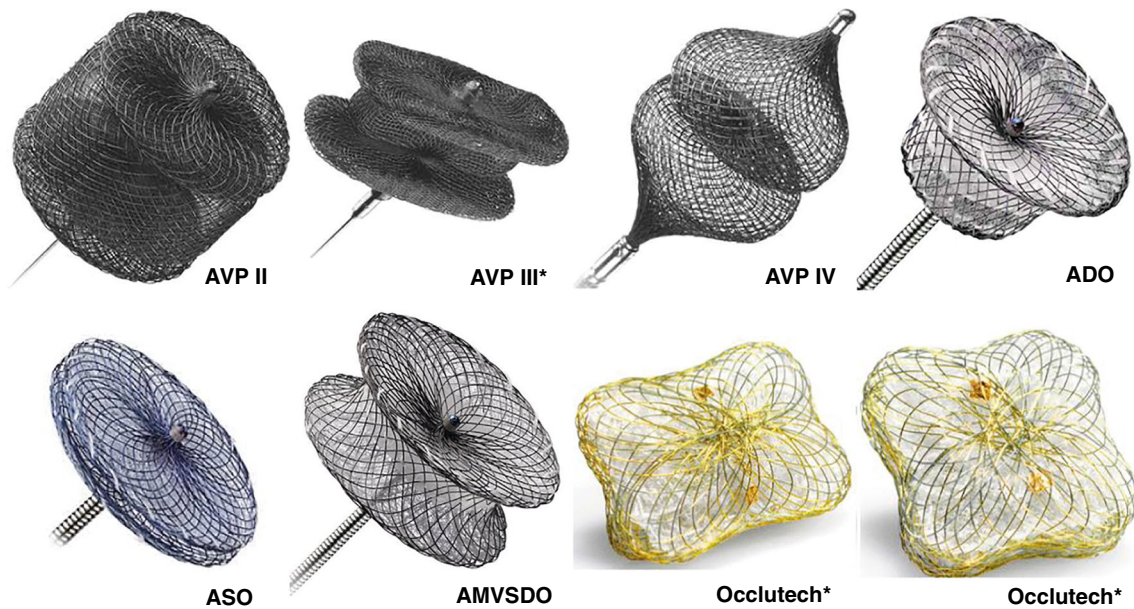 AVP II
AVP III*
AVP IV
ADO
ASO
AMVSDO
Occlutech*
Occlutech*